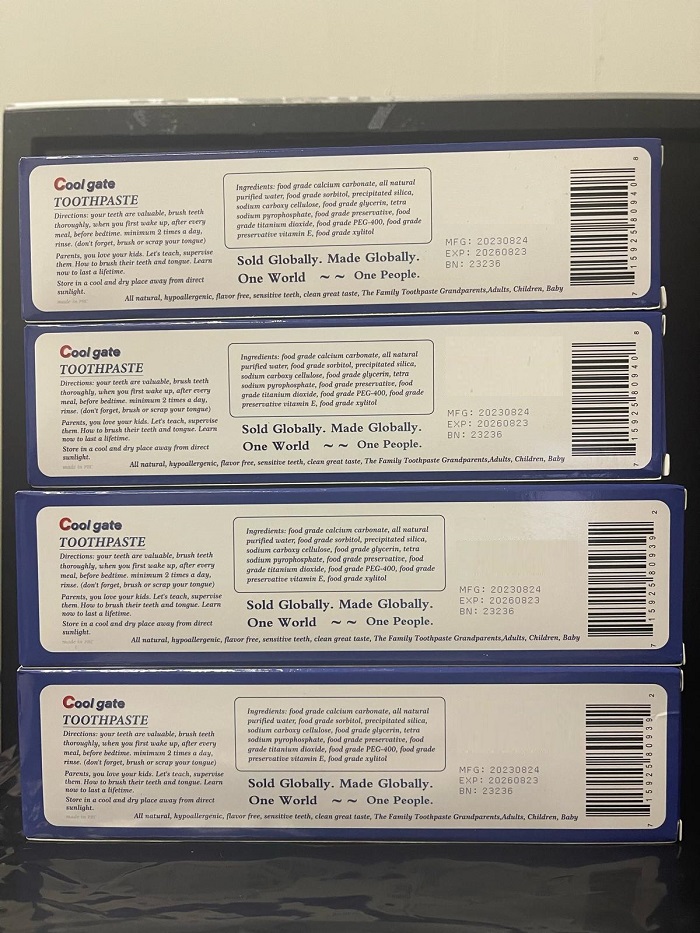 Cool gate
TOOTHPASTE
Directions: your teeth are valuable, brush teeth
thoroughly, when you first wake up, after every
meal, before bedtime. minimum 2 times a day,
rinse. (don't forget, brush or scrap your tongue)
Parents, you love your kids. Let's teach, supervise
them. How to brush their teeth and tongue. Learn
now to last a lifetime.
Store in a cool and dry place away from direct
sunlight.
made in PRC
Ingredients: food grade calcium carbonate, all natural
purified water, food grade sorbitol, precipitated silica,
sodium carboxy cellulose, food grade glycerin, tetra
sodium pyrophosphate, food grade preservative, food
grade titanium dioxide, food grade PEG-400, food grade
preservative vitamin E, food grade xylitol
Sold Globally. Made Globally.
One World ~ ~ One People.
MFG: 20230824
EXP: 20260823
BN: 23236
All natural, hypoallergenic, flavor free, sensitive teeth, clean great taste, The Family Toothpaste Grandparents,Adults, Children, Baby
7 15925 80940 8
Cool gate
TOOTHPASTE
Directions: your teeth are valuable, brush teeth
thoroughly, when you first wake up, after every
meal, before bedtime. minimum 2 times a day,
rinse. (don't forget, brush or scrap your tongue)
Parents, you love your kids. Let's teach, supervise
them. How to brush their teeth and tongue. Learn
now to last a lifetime.
Store in a cool and dry place away from direct
sunlight.
made in PRC
Ingredients: food grade calcium carbonate, all natural
purified water, food grade sorbitol, precipitated silica,
sodium carboxy cellulose, food grade glycerin, tetra
sodium pyrophosphate, food grade preservative, food
grade titanium dioxide, food grade PEG-400, food grade
preservative vitamin E, food grade xylitol
Sold Globally. Made Globally.
One World ~ ~ One People.
MFG: 20230824
EXP: 20260823
BN: 23236
All natural, hypoallergenic, flavor free, sensitive teeth, clean great taste, The Family Toothpaste Grandparents,Adults, Children, Baby
7 15925 80940 8
Cool gate
TOOTHPASTE
Directions: your teeth are valuable, brush teeth
thoroughly, when you first wake up, after every
meal, before bedtime. minimum 2 times a day,
rinse. (don't forget, brush or scrap your tongue)
Parents, you love your kids. Let's teach, supervise
them. How to brush their teeth and tongue. Learn
now to last a lifetime.
Store in a cool and dry place away from direct
sunlight.
made in PRC
Ingredients: food grade calcium carbonate, all natural
purified water, food grade sorbitol, precipitated silica,
sodium carboxy cellulose, food grade glycerin, tetra
sodium pyrophosphate, food grade preservative, food
grade titanium dioxide, food grade PEG-400, food grade
preservative vitamin E, food grade xylitol
Sold Globally. Made Globally.
One World ~ ~ One People.
MFG: 20230824
EXP: 20260823
BN: 23236
All natural, hypoallergenic, flavor free, sensitive teeth, clean great taste, The Family Toothpaste Grandparents,Adults, Children, Baby
7 15925 80939 2
Cool gate
TOOTHPASTE
Directions: your teeth are valuable, brush teeth
thoroughly, when you first wake up, after every
meal, before bedtime. minimum 2 times a day,
rinse. (don't forget, brush or scrap your tongue)
Parents, you love your kids. Let's teach, supervise
them. How to brush their teeth and tongue. Learn
now to last a lifetime.
Store in a cool and dry place away from direct
sunlight.
made in PRC
Ingredients: food grade calcium carbonate, all natural
purified water, food grade sorbitol, precipitated silica,
sodium carboxy cellulose, food grade glycerin, tetra
sodium pyrophosphate, food grade preservative, food
grade titanium dioxide, food grade PEG-400, food grade
preservative vitamin E, food grade xylitol
Sold Globally. Made Globally.
One World ~ ~ One People.
MFG: 20230824
EXP: 20260823
BN: 23236
All natural, hypoallergenic, flavor free, sensitive teeth, clean great taste, The Family Toothpaste Grandparents,Adults, Children, Baby
7 15925 80939 2